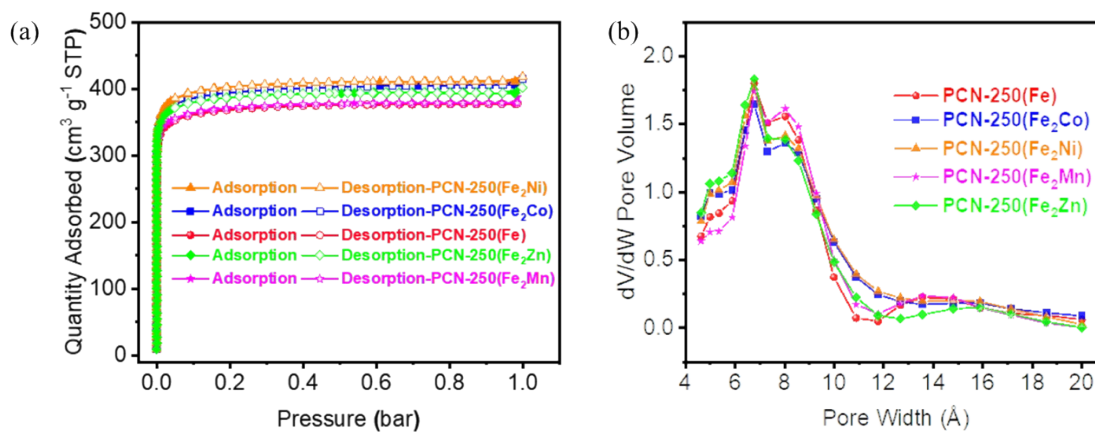 (a)
Quantity Adsorbed (cm³ g⁻¹ STP)
500
400
300
200
100
0
Adsorption Desorption-PCN-250(Fe₂Ni)
Adsorption Desorption-PCN-250(Fe₂Co)
Adsorption Desorption-PCN-250(Fe)
Adsorption Desorption-PCN-250(Fe₂Zn)
Adsorption Desorption-PCN-250(Fe₂Mn)
0.0 0.2 0.4 0.6 0.8 1.0
Pressure (bar)
(b)
dV/dW Pore Volume
2.0
1.5
1.0
0.5
0.0
PCN-250(Fe)
PCN-250(Fe₂Co)
PCN-250(Fe₂Ni)
PCN-250(Fe₂Mn)
PCN-250(Fe₂Zn)
4 6 8 10 12 14 16 18 20
Pore Width (Å)